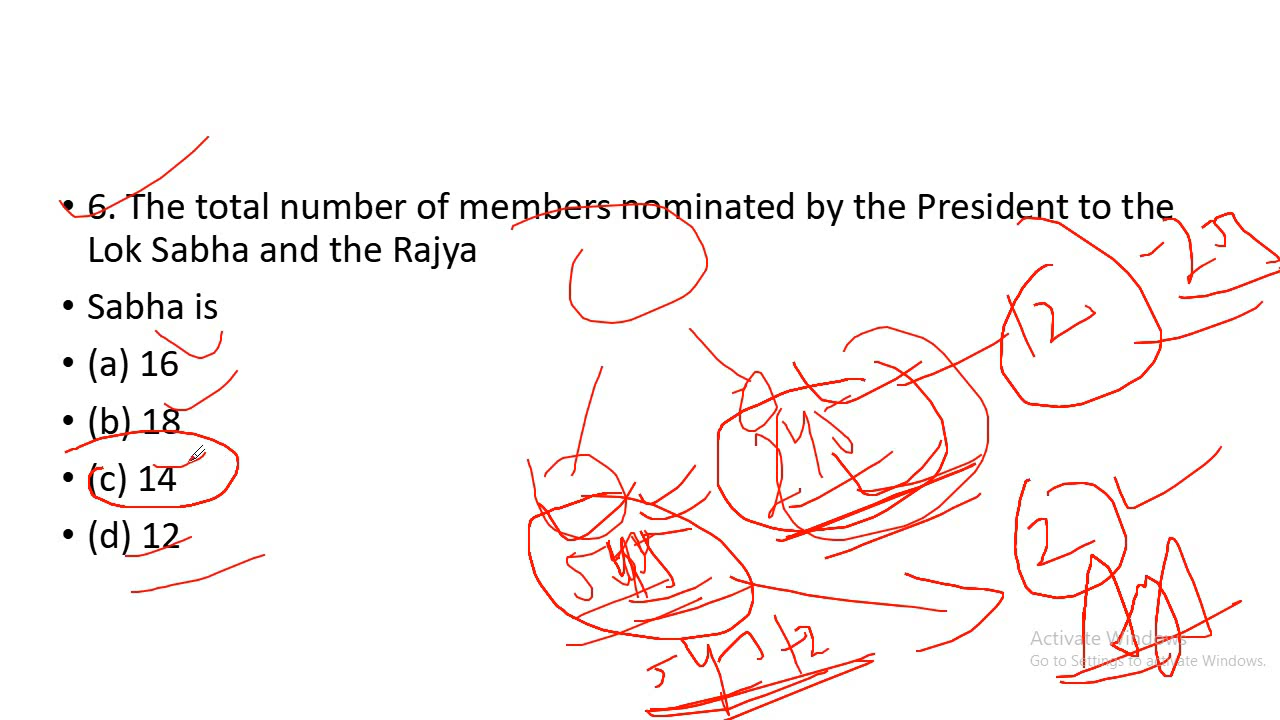 • 6. The total number of members nominated by the President to the
Lok Sabha and the Rajya
• Sabha is
• (a) 16
• (b) 18
• (c) 14
• (d) 12
12
2
Activate Windows
Go to Settings to activate Windows.